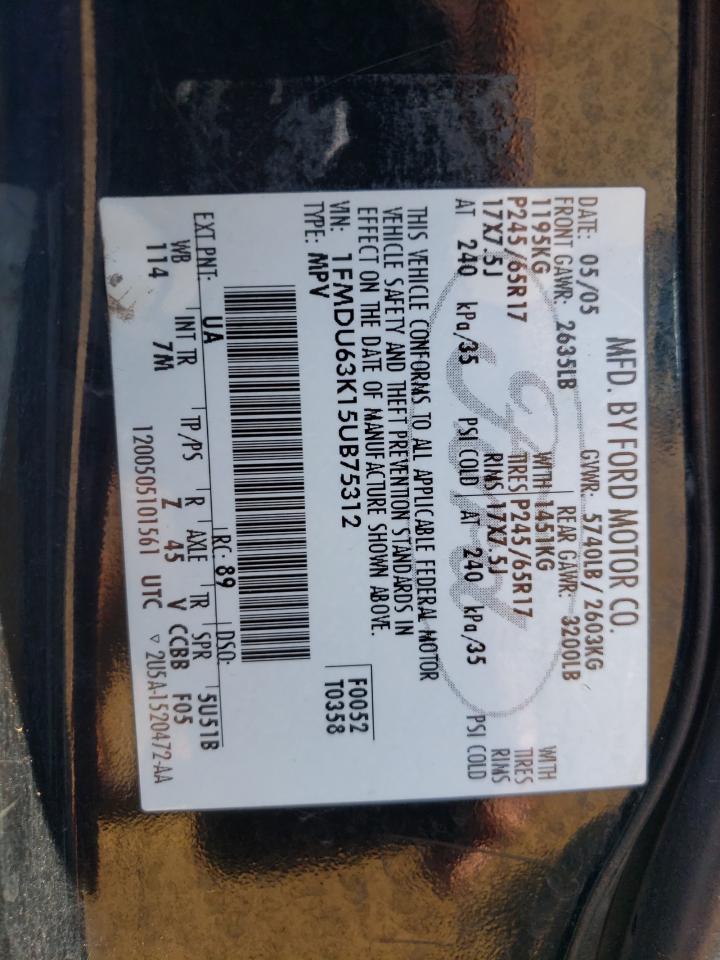 MFD. BY FORD MOTOR CO.
DATE: 05/05 GVWR: 5740LB / 2603KG
FRONT GAWR: 2635LB REAR GAWR: 3200LB
1195KG WITH 1451KG WITH
P245/65R17 TIRES P245/65R17 TIRES
17X7.5J RIMS 17X7.5J RIMS
AT 240 kPa/35 PSI COLD AT 240 kPa/35 PSI COLD
THIS VEHICLE CONFORMS TO ALL APPLICABLE FEDERAL MOTOR
VEHICLE SAFETY AND THEFT PREVENTION STANDARDS IN
EFFECT ON THE DATE OF MANUFACTURE SHOWN ABOVE.
VIN: 1FMDU63K15UB75312 F0052
TYPE: MPV T0358
EXT PNT: UA RC: 89 DSO:
WB INT TR TP/PS R AXLE TR SPR 5U51B
114 7M Z 45 V CCBB F05
120050510156​1 UTC ▽ 2U5A-1520472-AA
Ford